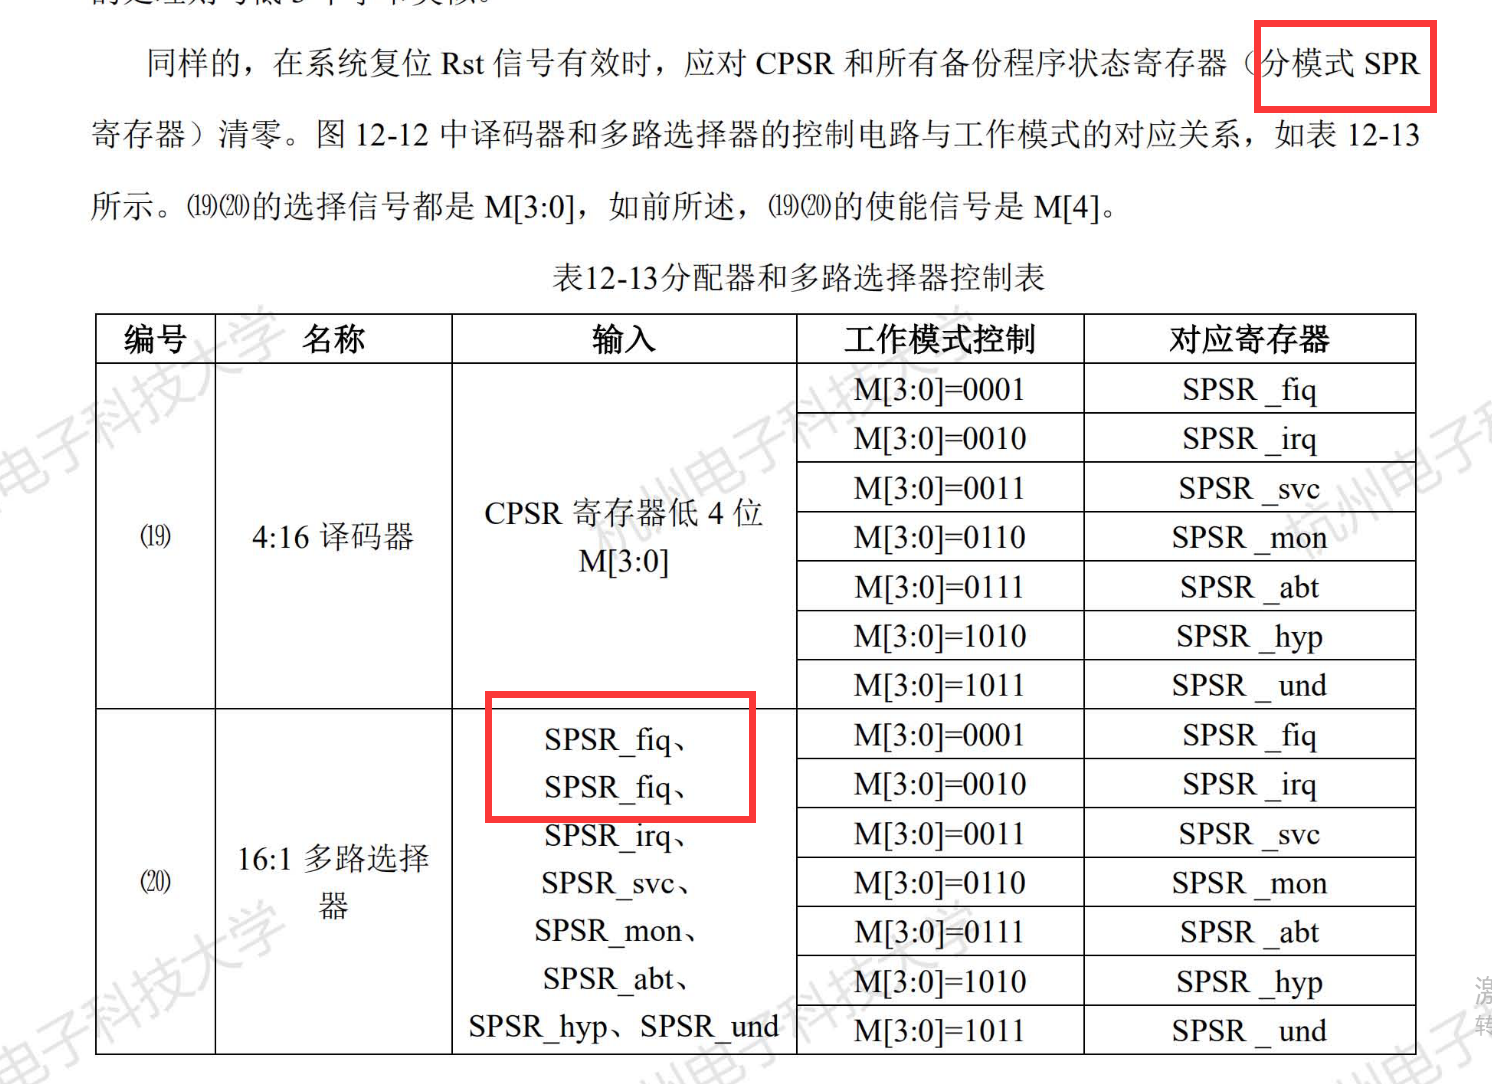 同样的，在系统复位 Rst 信号有效时，应对 CPSR 和所有备份程序状态寄存器（分模式 SPR
寄存器）清零。图 12-12 中译码器和多路选择器的控制电路与工作模式的对应关系，如表 12-13
所示。⒆⒇的选择信号都是 M[3:0]，如前所述，⒆⒇的使能信号是 M[4]。
表12-13分配器和多路选择器控制表
编号 名称 输入 工作模式控制 对应寄存器
⒆ 4:16 译码器 CPSR 寄存器低 4 位
M[3:0]
M[3:0]=0001 SPSR _fiq
M[3:0]=0010 SPSR _irq
M[3:0]=0011 SPSR _svc
M[3:0]=0110 SPSR _mon
M[3:0]=0111 SPSR _abt
M[3:0]=1010 SPSR _hyp
M[3:0]=1011 SPSR _ und
⒇ 16:1 多路选择
器
SPSR_fiq、
SPSR_fiq、
SPSR_irq、
SPSR_svc、
SPSR_mon、
SPSR_abt、
SPSR_hyp、SPSR_und
M[3:0]=0001 SPSR _fiq
M[3:0]=0010 SPSR _irq
M[3:0]=0011 SPSR _svc
M[3:0]=0110 SPSR _mon
M[3:0]=0111 SPSR _abt
M[3:0]=1010 SPSR _hyp
M[3:0]=1011 SPSR _ und
杭州电子科技大学